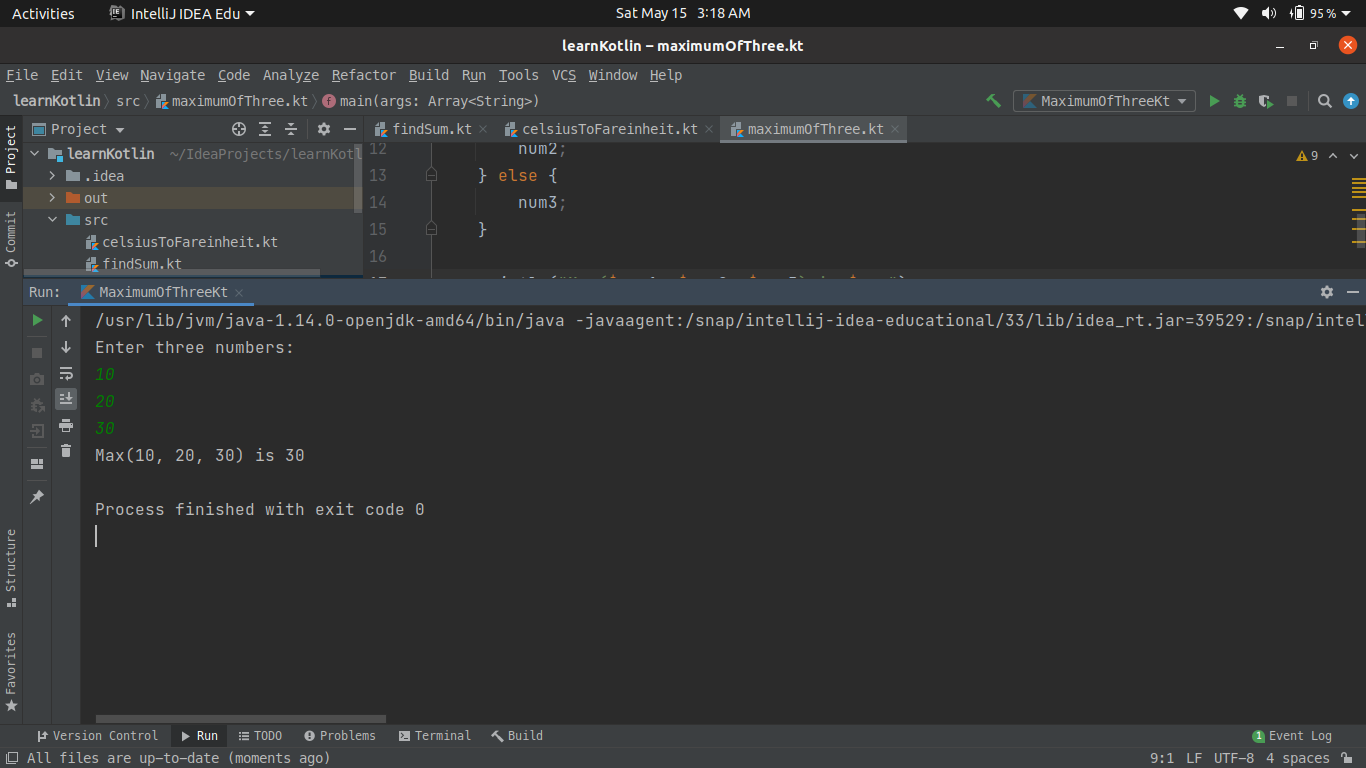 Activities IntelliJ IDEA Edu Sat May 15 3:18 AM 95%
learnKotlin – maximumOfThree.kt
File Edit View Navigate Code Analyze Refactor Build Run Tools VCS Window Help
learnKotlin src maximumOfThree.kt f main(args: Array<String>) MaximumOfThreeKt
Project
Project
findSum.kt celsiusToFareinheit.kt maximumOfThree.kt
learnKotlin ~/IdeaProjects/learnKotl
.idea
out
src
celsiusToFareinheit.kt
findSum.kt
Commit
12 num2;
13 } else {
14 num3;
15 }
16
9
Run: MaximumOfThreeKt
/usr/lib/jvm/java-1.14.0-openjdk-amd64/bin/java -javaagent:/snap/intellij-idea-educational/33/lib/idea_rt.jar=39529:/snap/intel
Enter three numbers:
10
20
30
Max(10, 20, 30) is 30
Process finished with exit code 0
Structure
Favorites
Version Control Run TODO Problems Terminal Build 1 Event Log
All files are up-to-date (moments ago) 9:1 LF UTF-8 4 spaces